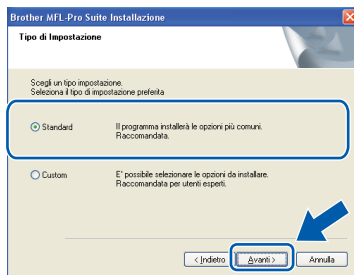 Brother MFL-Pro Suite Installazione
Tipo di Impostazione
Scegli un tipo impostazione.
Seleziona il tipo di impostazione preferita
Standard
Il programma installerà le opzioni più comuni.
Raccomandata.
Custom
E' possibile selezionare le opzioni da installare.
Raccomandata per utenti esperti.
< Indietro
Avanti >
Annulla